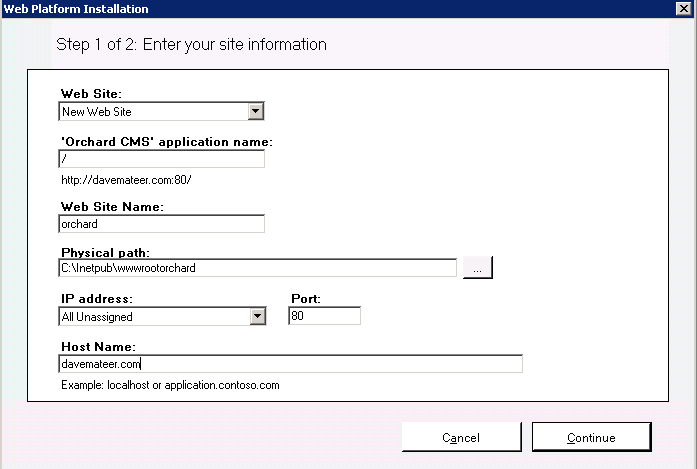 Web Platform Installation
Step 1 of 2: Enter your site information
Web Site:
New Web Site
'Orchard CMS' application name:
/
http://davemateer.com:80/
Web Site Name:
orchard
Physical path:
C:\Inetpub\wwwrootorchard
...
IP address: Port:
All Unassigned 80
Host Name:
davemateer.com
Example: localhost or application.contoso.com
Cancel Continue